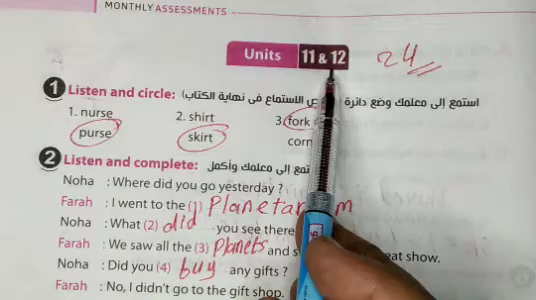 MONTHLY ASSESSMENTS
Units 11 & 12 24
1 Listen and circle: استمع إلى معلمك وضع دائرة (ص الاستماع في نهاية الكتاب)
1. nurse 2. shirt 3. fork
purse skirt corn
2 Listen and complete: إلى معلمك وأكمل
Noha : Where did you go yesterday ?
Farah : I went to the (1) Planetar m
Noha : What (2) did you see there
Farah : We saw all the (3) Planets and s eat show.
Noha : Did you (4) buy any gifts ?
Farah : No, I didn't go to the gift shop.